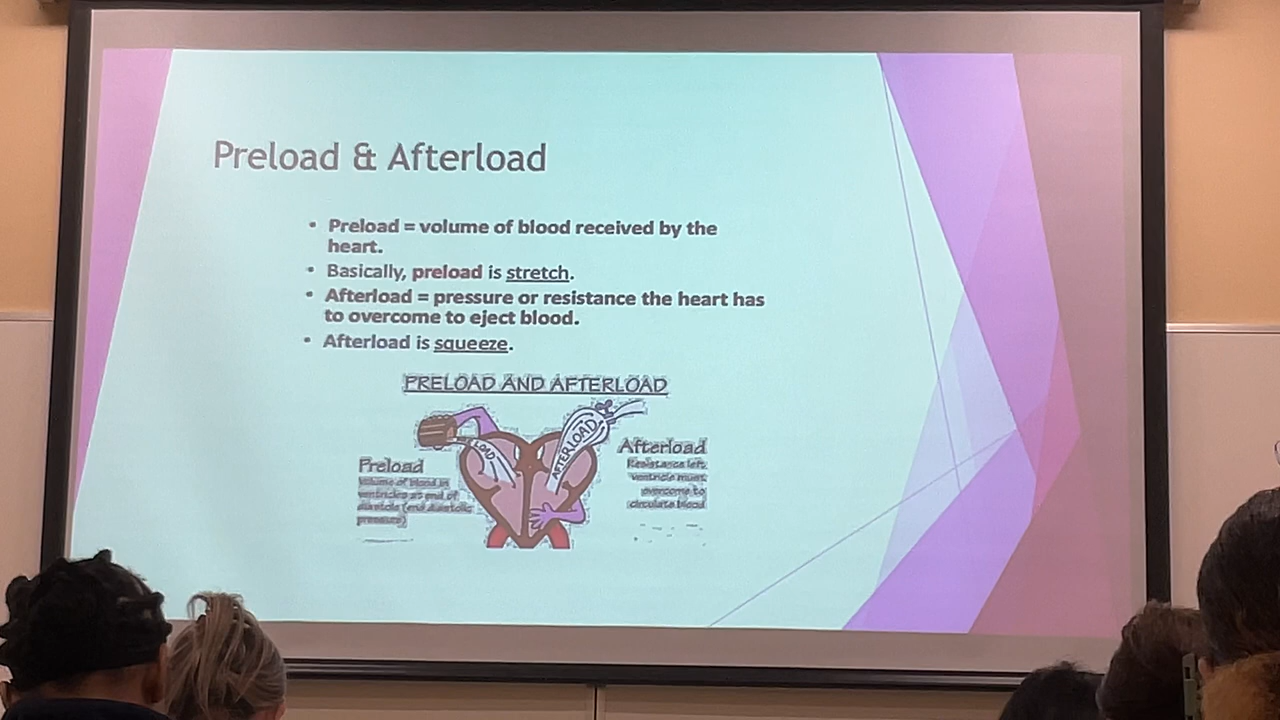 Preload & Afterload
• Preload = volume of blood received by the
heart.
• Basically, preload is stretch.
• Afterload = pressure or resistance the heart has
to overcome to eject blood.
• Afterload is squeeze.
PRELOAD AND AFTERLOAD
LOAD
AFTERLOAD
Preload
Volume of blood in
ventricles at end of
diastole (end diastolic
pressure)
Afterload
Resistance left
ventricle must
overcome to
circulate blood